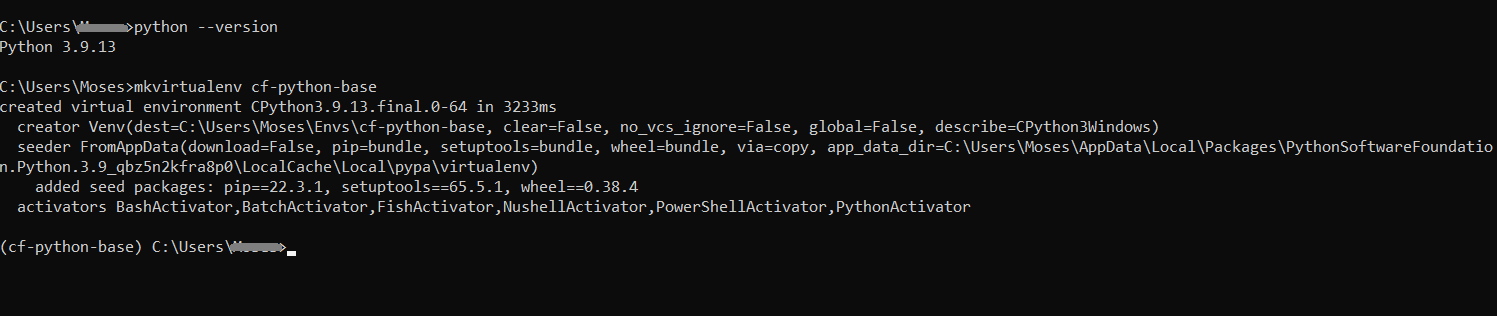 C:\Users\>python --version
Python 3.9.13
C:\Users\Moses>mkvirtualenv cf-python-base
created virtual environment CPython3.9.13.final.0-64 in 3233ms
creator Venv(dest=C:\Users\Moses\Envs\cf-python-base, clear=False, no_vcs_ignore=False, global=False, describe=CPython3Windows)
seeder FromAppData(download=False, pip=bundle, setuptools=bundle, wheel=bundle, via=copy, app_data_dir=C:\Users\Moses\AppData\Local\Packages\PythonSoftwareFoundatio
n.Python.3.9_qbz5n2kfra8p0\LocalCache\Local\pypa\virtualenv)
added seed packages: pip==22.3.1, setuptools==65.5.1, wheel==0.38.4
activators BashActivator,BatchActivator,FishActivator,NushellActivator,PowerShellActivator,PythonActivator
(cf-python-base) C:\Users\>